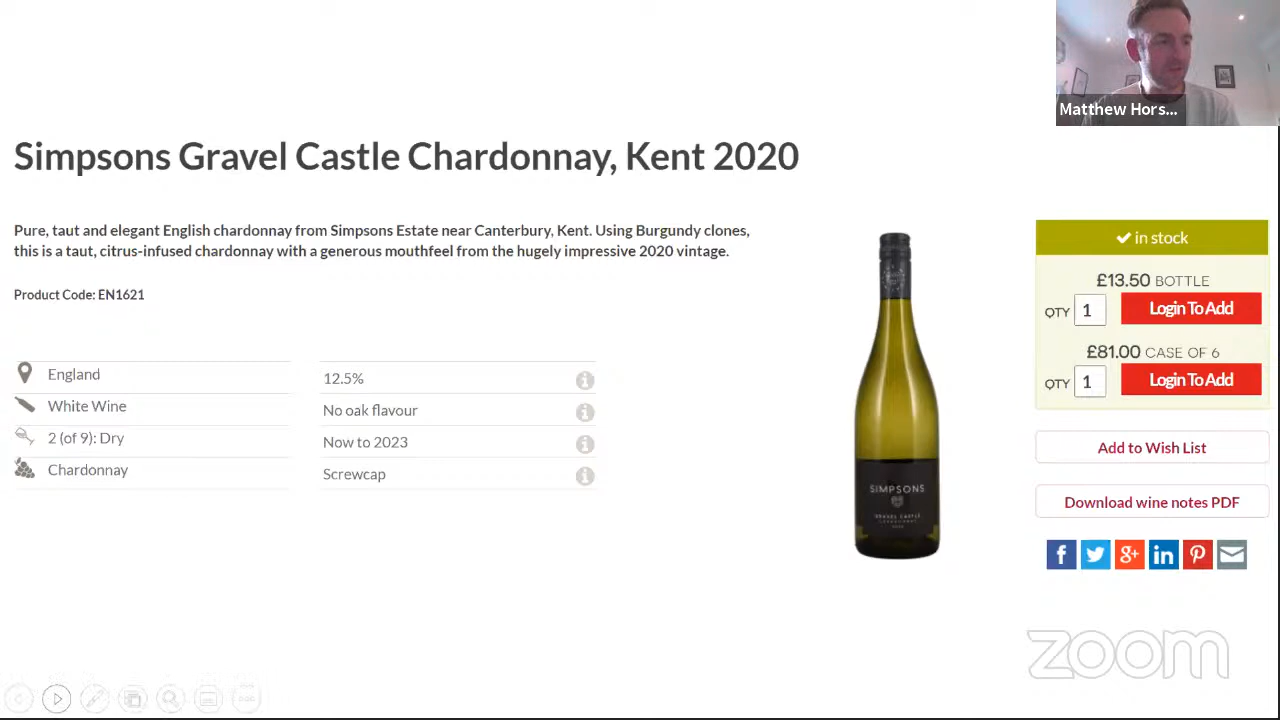 Matthew Hors...
Simpsons Gravel Castle Chardonnay, Kent 2020
Pure, taut and elegant English chardonnay from Simpsons Estate near Canterbury, Kent. Using Burgundy clones,
this is a taut, citrus-infused chardonnay with a generous mouthfeel from the hugely impressive 2020 vintage.
Product Code: EN1621
England
White Wine
2 (of 9): Dry
Chardonnay
12.5%
No oak flavour
Now to 2023
Screwcap
SIMPSONS
GRAVEL CASTLE
CHARDONNAY
2020
in stock
£13.50 BOTTLE
QTY 1 Login To Add
£81.00 CASE OF 6
QTY 1 Login To Add
Add to Wish List
Download wine notes PDF
zoom